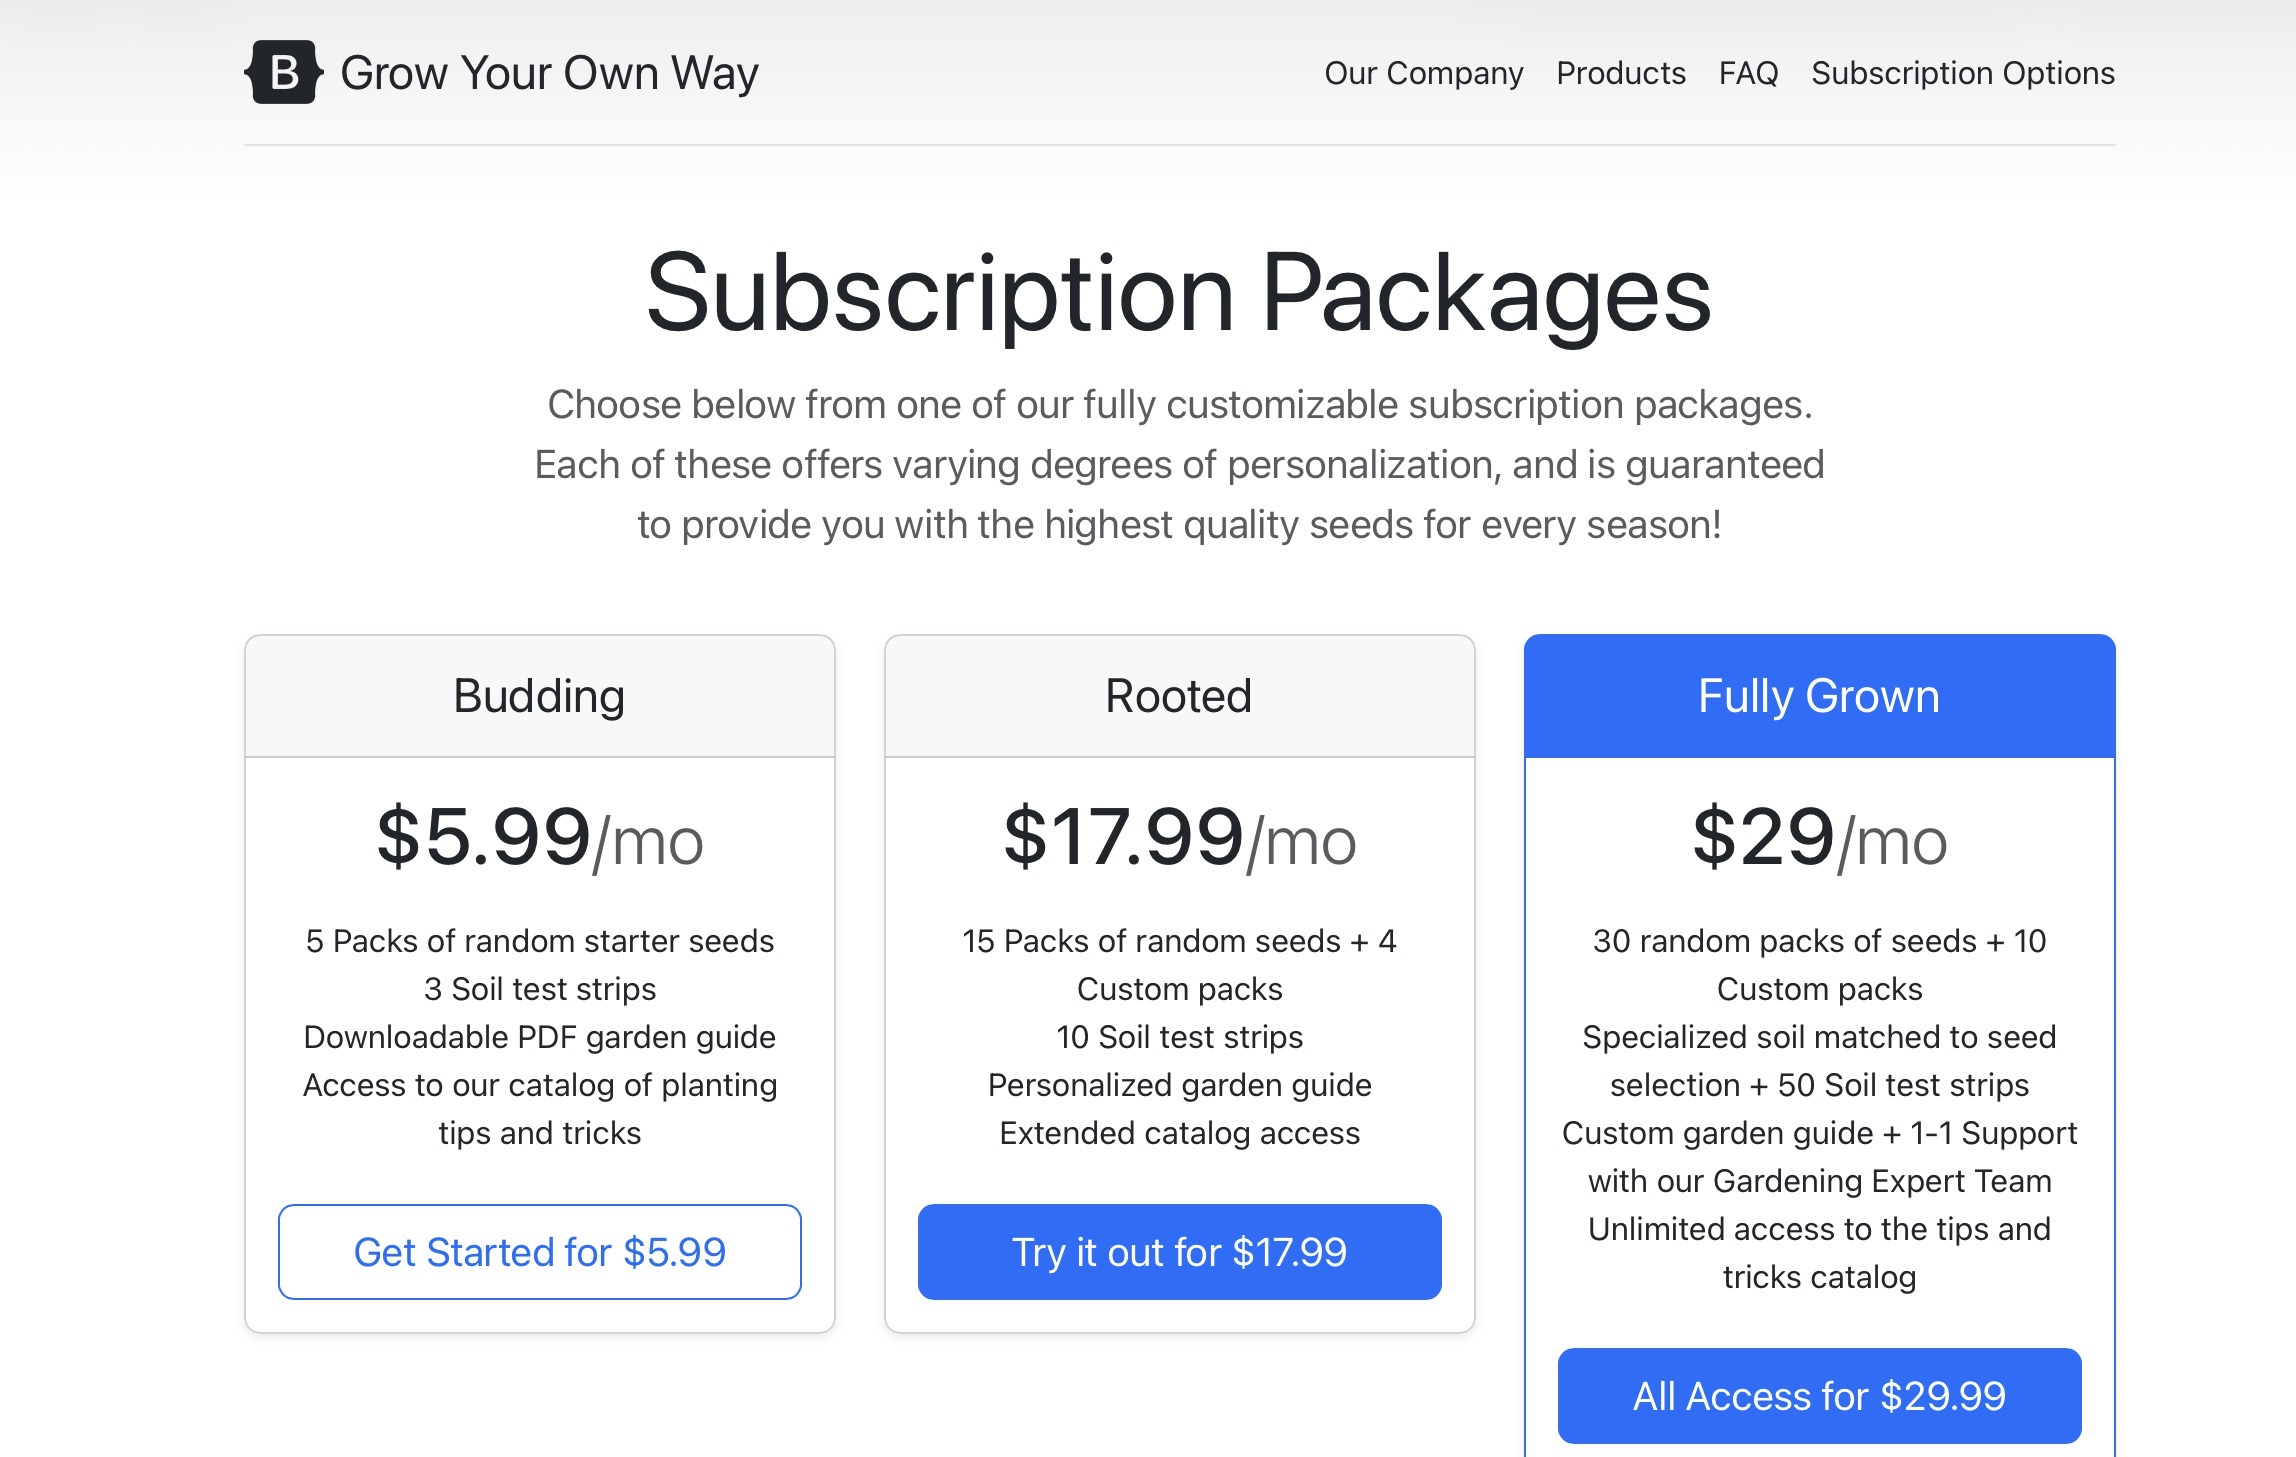 B Grow Your Own Way
Our Company Products FAQ Subscription Options
Subscription Packages
Choose below from one of our fully customizable subscription packages.
Each of these offers varying degrees of personalization, and is guaranteed
to provide you with the highest quality seeds for every season!
Budding
$5.99/mo
5 Packs of random starter seeds
3 Soil test strips
Downloadable PDF garden guide
Access to our catalog of planting
tips and tricks
Get Started for $5.99
Rooted
$17.99/mo
15 Packs of random seeds + 4
Custom packs
10 Soil test strips
Personalized garden guide
Extended catalog access
Try it out for $17.99
Fully Grown
$29/mo
30 random packs of seeds + 10
Custom packs
Specialized soil matched to seed
selection + 50 Soil test strips
Custom garden guide + 1-1 Support
with our Gardening Expert Team
Unlimited access to the tips and
tricks catalog
All Access for $29.99